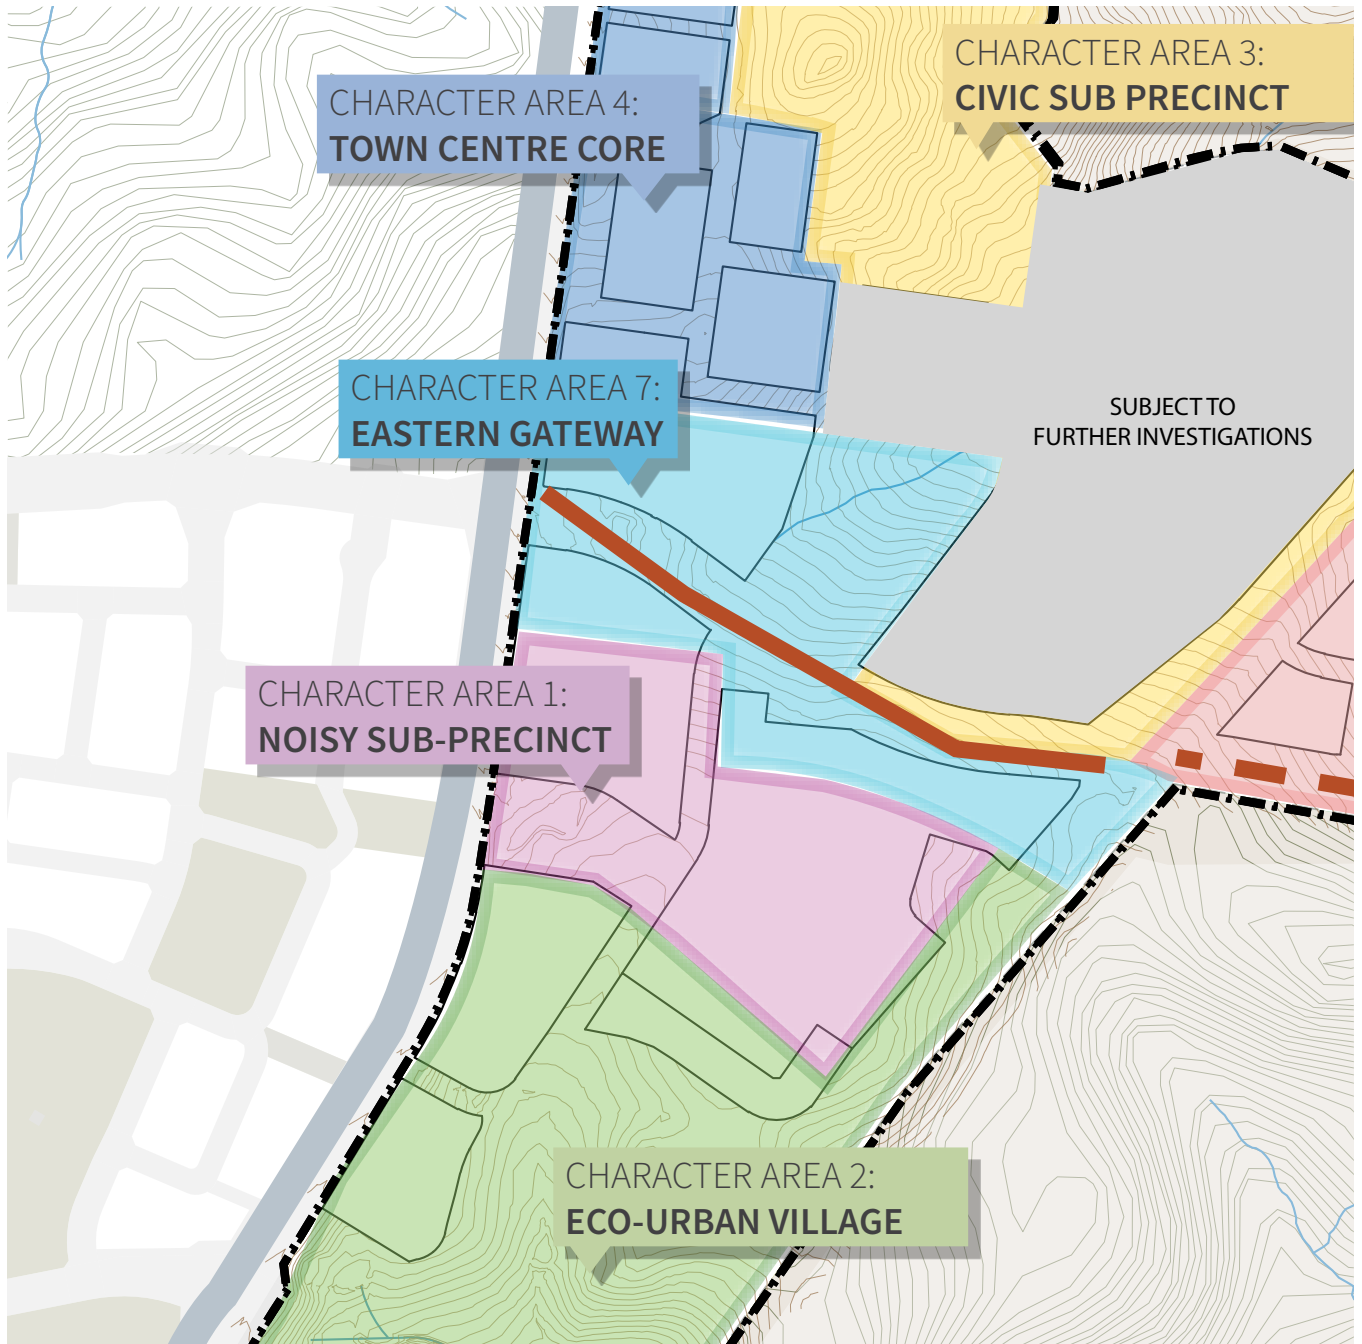 CHARACTER AREA 3:
CIVIC SUB PRECINCT
CHARACTER AREA 4:
TOWN CENTRE CORE
CHARACTER AREA 7:
EASTERN GATEWAY
SUBJECT TO
FURTHER INVESTIGATIONS
CHARACTER AREA 1:
NOISY SUB-PRECINCT
CHARACTER AREA 2:
ECO-URBAN VILLAGE